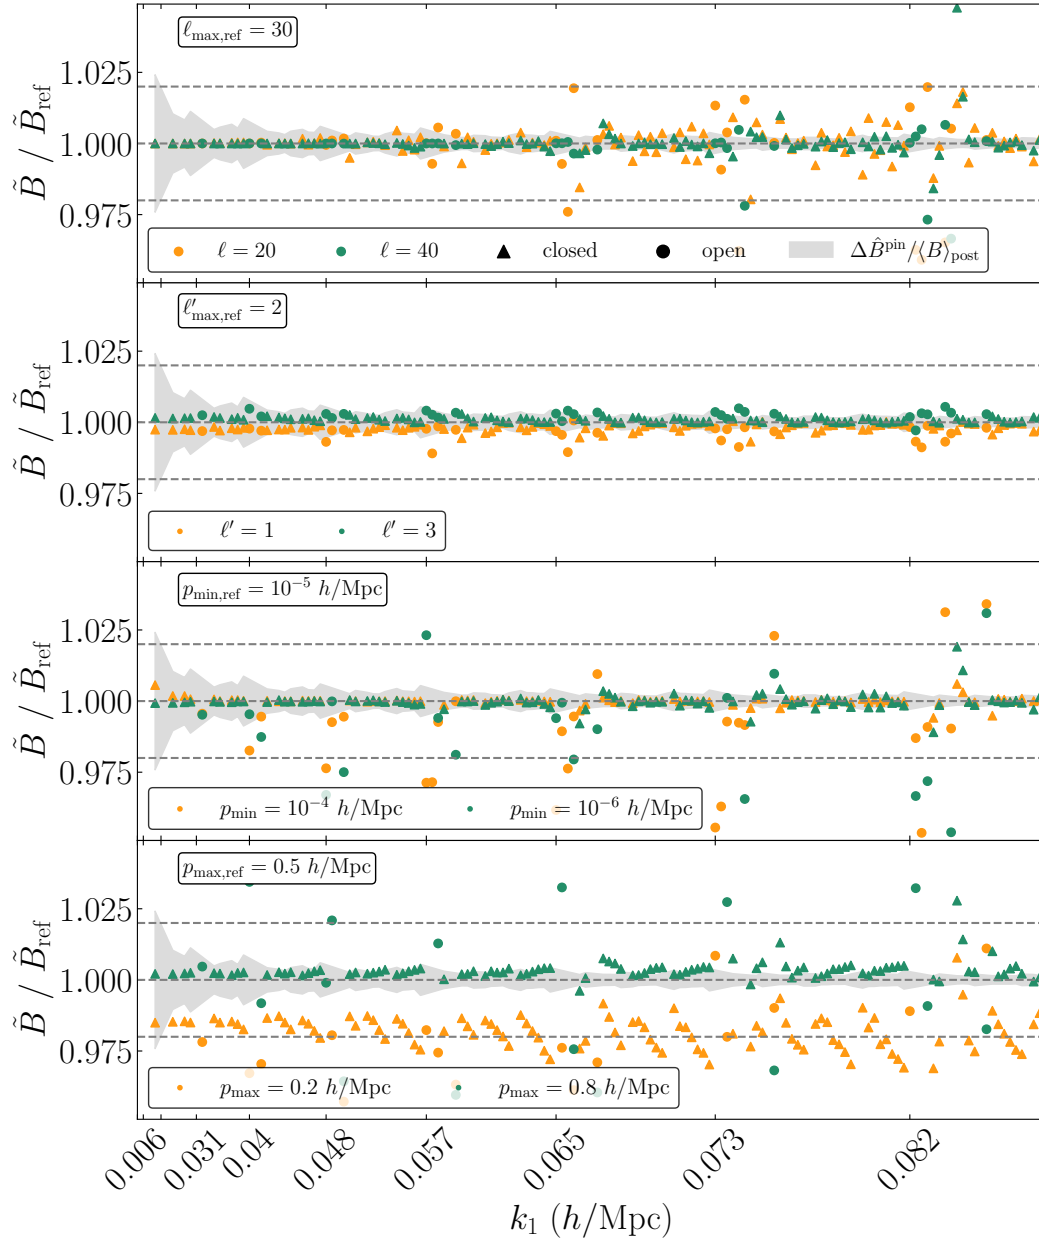 ℓmax,ref = 30
B̃ / B̃ref
1.025
1.000
0.975
ℓ = 20
ℓ = 40
closed
open
ΔB̂^pin/⟨B⟩post
ℓ′max,ref = 2
B̃ / B̃ref
1.025
1.000
0.975
ℓ′ = 1
ℓ′ = 3
pmin,ref = 10⁻⁵ h/Mpc
B̃ / B̃ref
1.025
1.000
0.975
pmin = 10⁻⁴ h/Mpc
pmin = 10⁻⁶ h/Mpc
pmax,ref = 0.5 h/Mpc
B̃ / B̃ref
1.025
1.000
0.975
pmax = 0.2 h/Mpc
pmax = 0.8 h/Mpc
0.006
0.031
0.04
0.048
0.057
0.065
0.073
0.082
k₁ (h/Mpc)